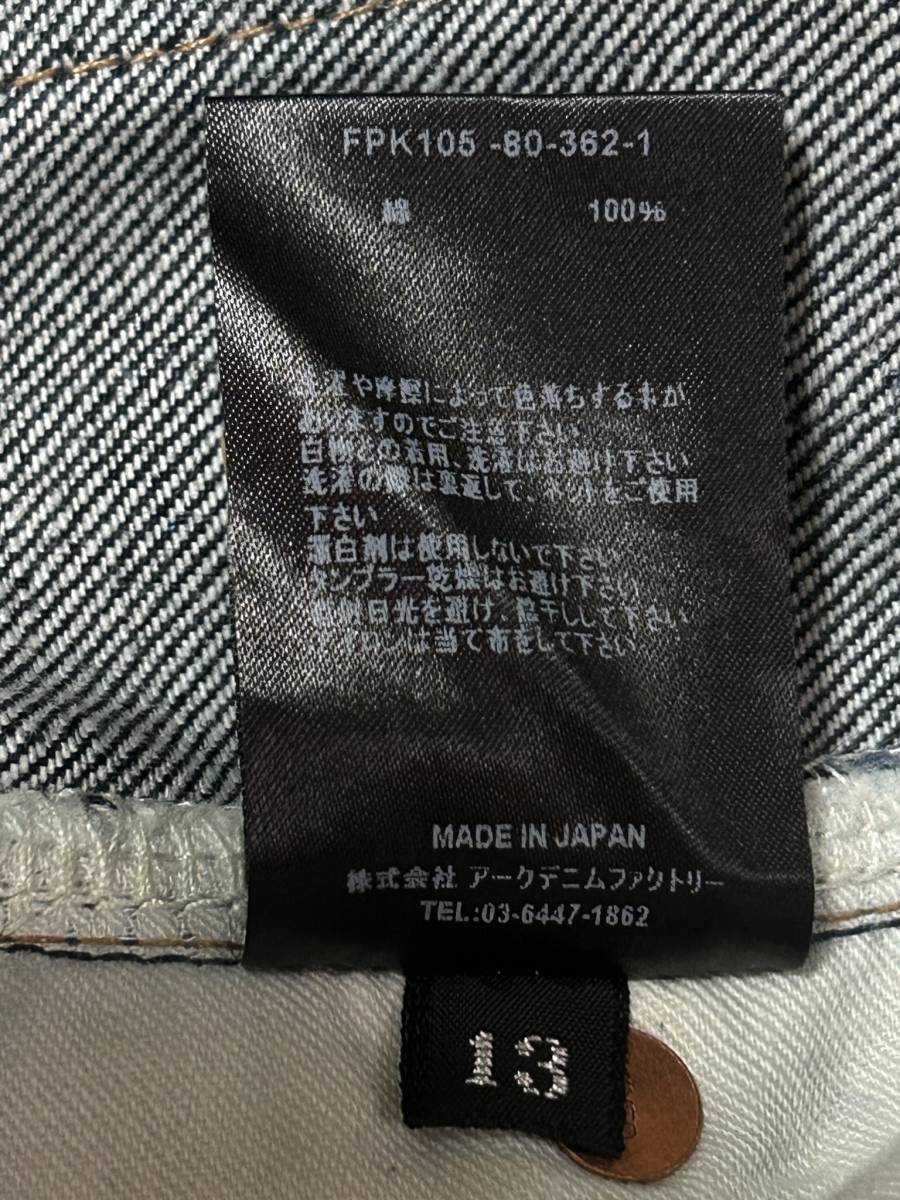 FPK105 -80-362-1
綿 100%
洗濯や摩擦によって色落ちする事が
ありますのでご注意下さい
白物との着用、洗濯はお避け下さい
洗濯の際は裏返して、ネットをご使用
下さい
漂白剤は使用しないで下さい
タンブラー乾燥はお避け下さい
直射日光を避け、陰干しして下さい
アイロンは当て布をして下さい
MADE IN JAPAN
株式会社 アークデニムファクトリー
TEL:03-6447-1862
13